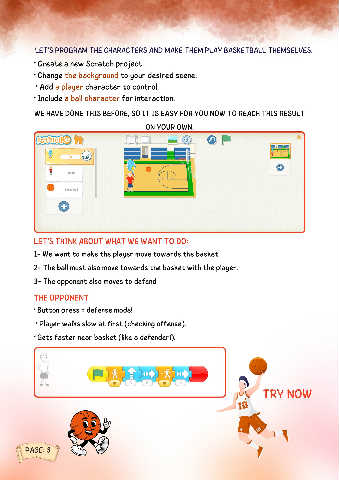 LET'S PROGRAM THE CHARACTERS AND MAKE THEM PLAY BASKETBALL THEMSELVES.
• Create a new Scratch project.
• Change the background to your desired scene.
• Add a player character to control.
• Include a ball character for interaction.
WE HAVE DONE THIS BEFORE, SO IT IS EASY FOR YOU NOW TO REACH THIS RESULT
ON YOUR OWN.
LET'S THINK ABOUT WHAT WE WANT TO DO:
1- We want to make the player move towards the basket
2- The ball must also move towards the basket with the player.
3- The opponent also moves to defend
THE OPPONENT
• Button press = defense mode!
• Player walks slow at first (checking offense).
• Gets faster near basket (like a defender!).
TRY NOW
PAGE: 9